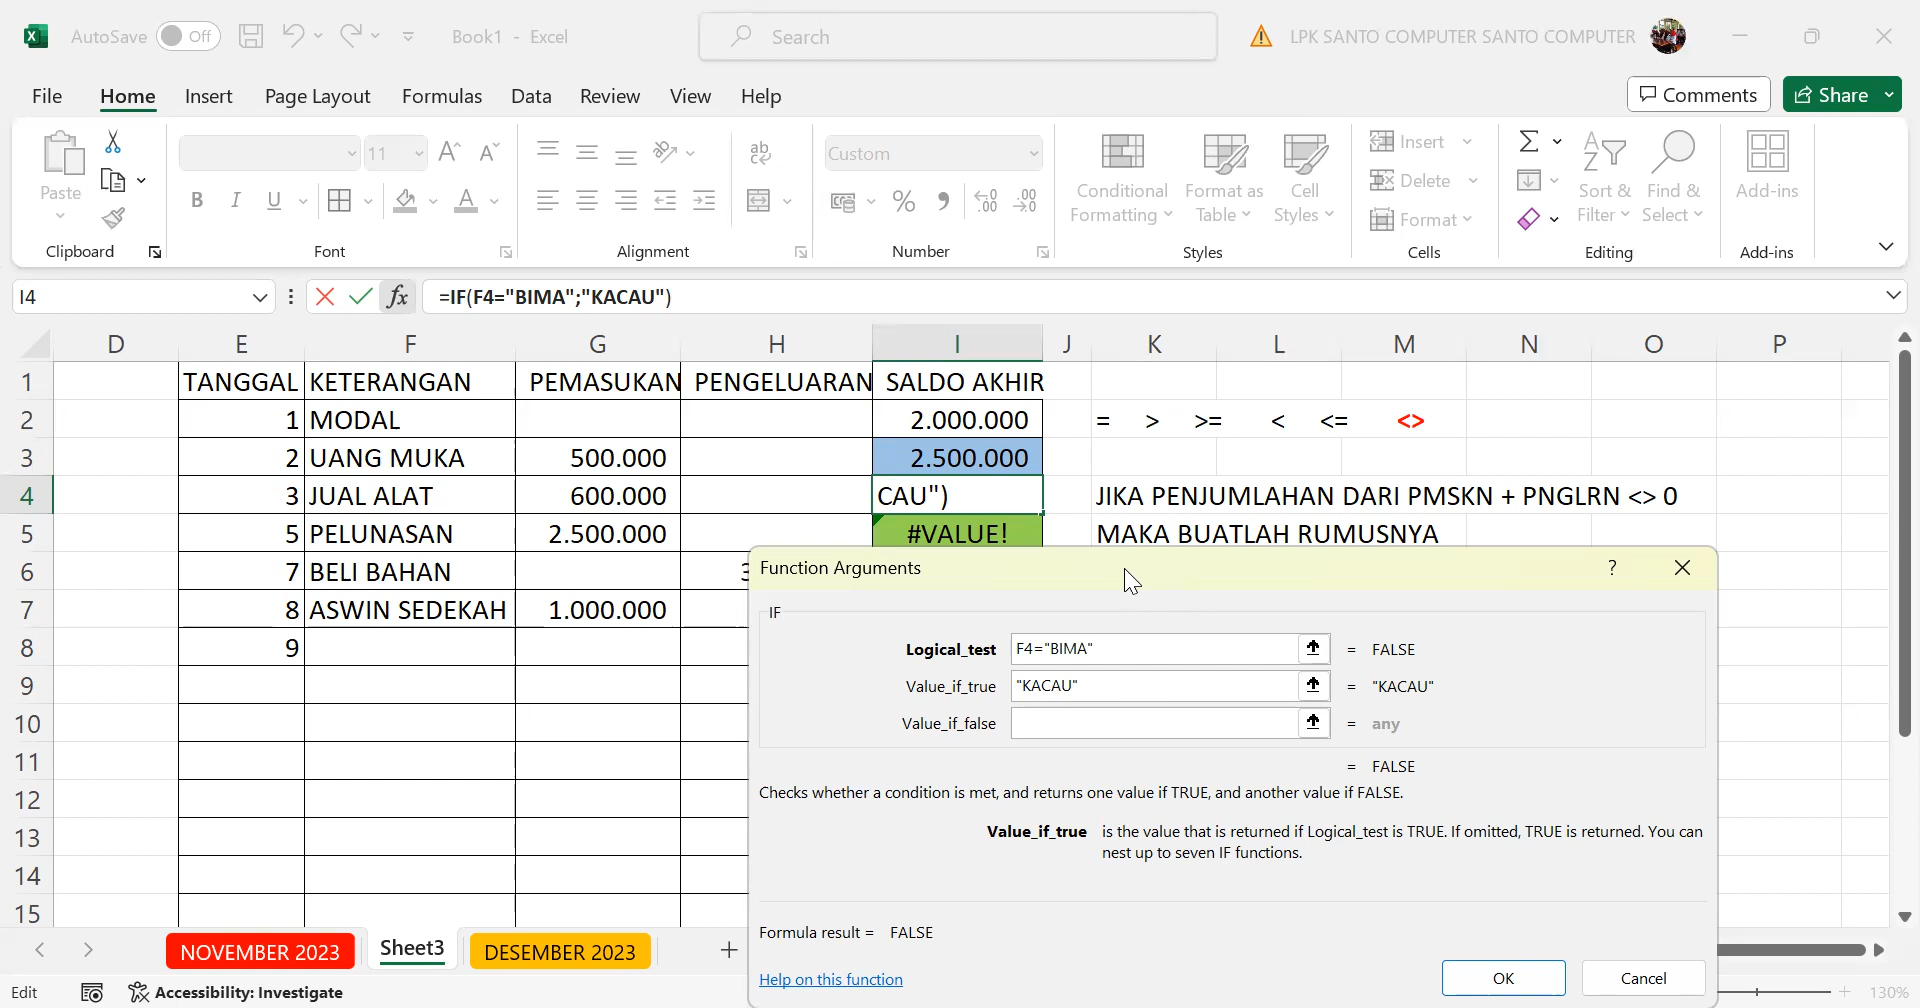 AutoSave Off Book1 - Excel Search LPK SANTO COMPUTER SANTO COMPUTER
File Home Insert Page Layout Formulas Data Review View Help Comments Share
Paste 11 A^ Aˇ ab Custom Insert Σ
B I U A % Conditional Formatting Format as Table Cell Styles Delete Format Sort & Filter Find & Select Add-ins
Clipboard Font Alignment Number Styles Cells Editing Add-ins
I4 fx =IF(F4="BIMA";"KACAU")
D E F G H I J K L M N O P
1 TANGGAL KETERANGAN PEMASUKAN PENGELUARAN SALDO AKHIR
2 1 MODAL 2.000.000 = > >= < <= <>
3 2 UANG MUKA 500.000 2.500.000
4 3 JUAL ALAT 600.000 CAU") JIKA PENJUMLAHAN DARI PMSKN + PNGLRN <> 0
5 5 PELUNASAN 2.500.000 #VALUE! MAKA BUATLAH RUMUSNYA
6 7 BELI BAHAN 3
7 8 ASWIN SEDEKAH 1.000.000
8 9
9
10
11
12
13
14
15
Function Arguments ?
IF
Logical_test F4="BIMA" = FALSE
Value_if_true "KACAU" = "KACAU"
Value_if_false = any
= FALSE
Checks whether a condition is met, and returns one value if TRUE, and another value if FALSE.
Value_if_true is the value that is returned if Logical_test is TRUE. If omitted, TRUE is returned. You can
nest up to seven IF functions.
Formula result = FALSE
Help on this function OK Cancel
NOVEMBER 2023 Sheet3 DESEMBER 2023 +
Edit Accessibility: Investigate 130%